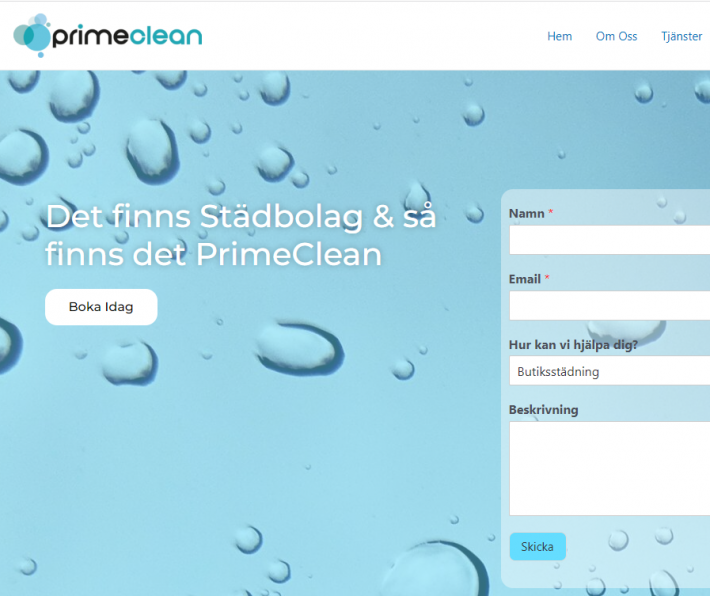 primeclean
Hem Om Oss Tjänster
Det finns Städbolag & så
finns det PrimeClean
Boka Idag
Namn *
Email *
Hur kan vi hjälpa dig?
Butiksstädning
Beskrivning
Skicka